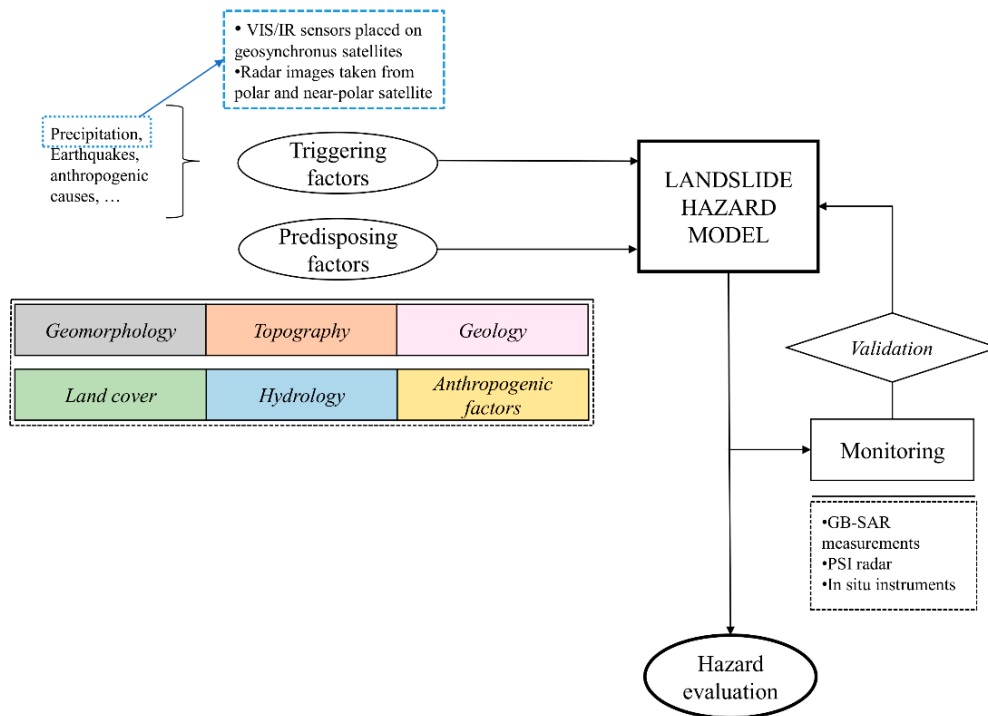 • VIS/IR sensors placed on
geosynchronus satellites
•Radar images taken from
polar and near-polar satellite
Precipitation,
Earthquakes,
anthropogenic
causes, …
Triggering
factors
Predisposing
factors
LANDSLIDE
HAZARD
MODEL
Geomorphology
Topography
Geology
Land cover
Hydrology
Anthropogenic
factors
Validation
Monitoring
•GB-SAR
measurements
•PSI radar
•In situ instruments
Hazard
evaluation